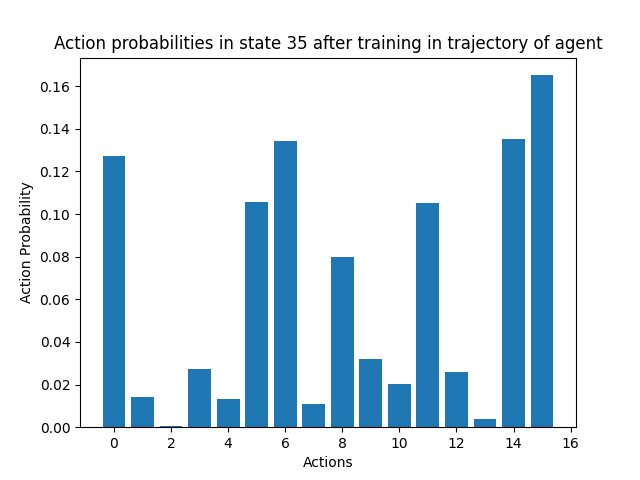 Action probabilities in state 35 after training in trajectory of agent
0.16
0.14
0.12
0.10
0.08
0.06
0.04
0.02
0.00
Action Probability
0 2 4 6 8 10 12 14 16
Actions